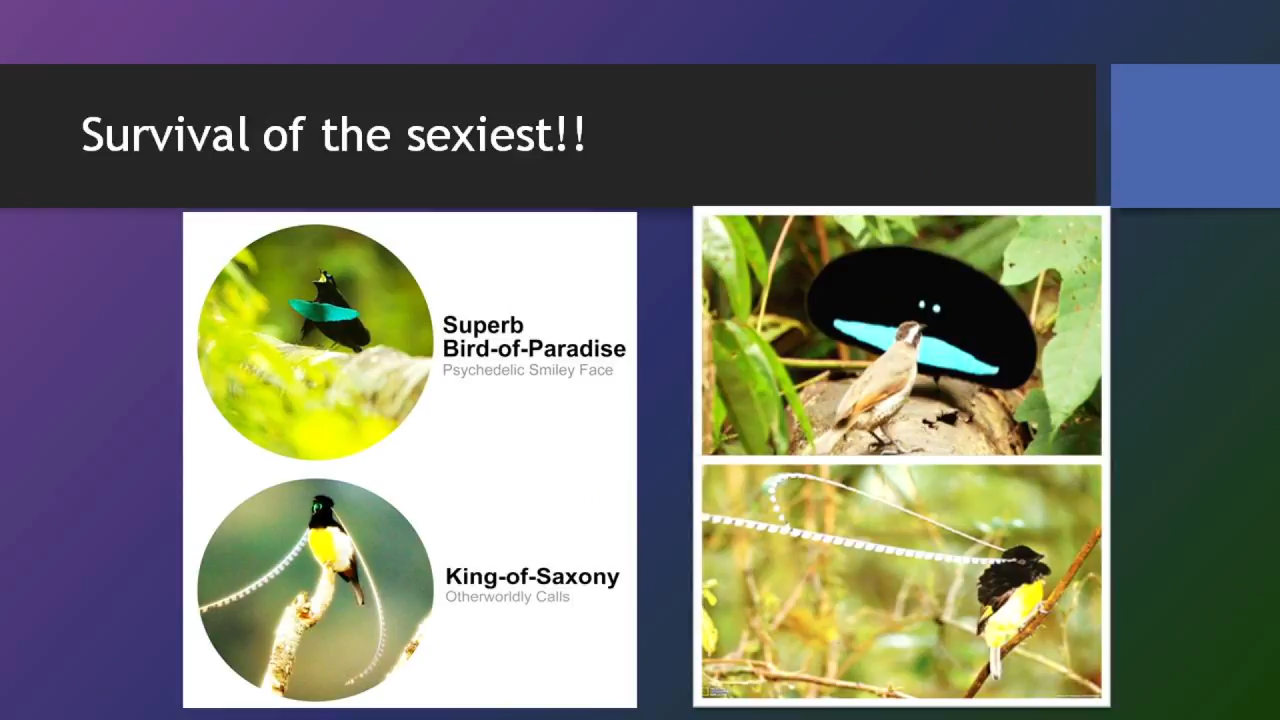 Survival of the sexiest!!
Superb
Bird-of-Paradise
Psychedelic Smiley Face
King-of-Saxony
Otherworldly Calls